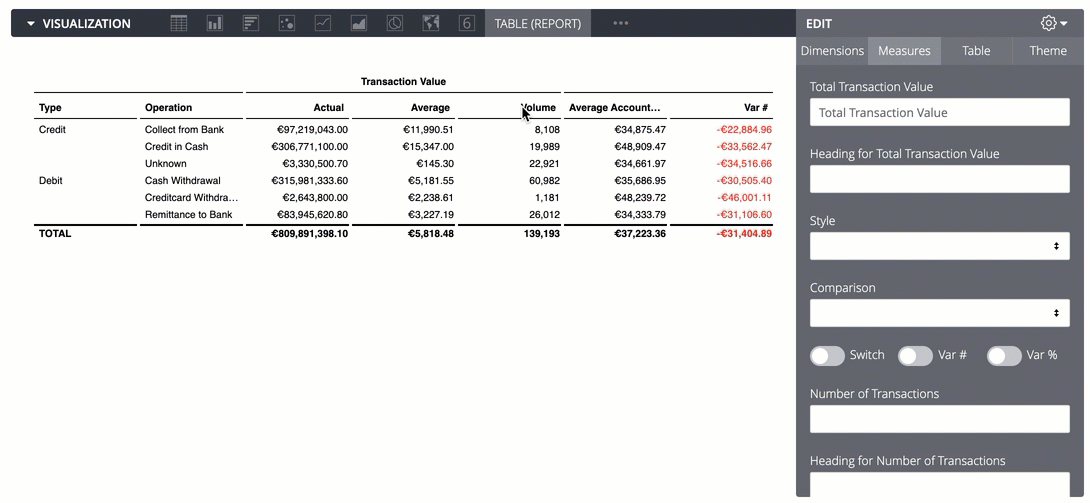 VISUALIZATION 6 TABLE (REPORT) ••• EDIT
Dimensions Measures Table Theme
Transaction Value
Type Operation Actual Average Volume Average Account... Var #
Credit Collect from Bank €97,219,043.00 €11,990.51 8,108 €34,875.47 -€22,884.96
Credit in Cash €306,771,100.00 €15,347.00 19,989 €48,909.47 -€33,562.47
Unknown €3,330,500.70 €145.30 22,921 €34,661.97 -€34,516.66
Debit Cash Withdrawal €315,981,333.60 €5,181.55 60,982 €35,686.95 -€30,505.40
Creditcard Withdra... €2,643,800.00 €2,238.61 1,181 €48,239.72 -€46,001.11
Remittance to Bank €83,945,620.80 €3,227.19 26,012 €34,333.79 -€31,106.60
TOTAL €809,891,398.10 €5,818.48 139,193 €37,223.36 -€31,404.89
Total Transaction Value
Total Transaction Value
Heading for Total Transaction Value
Style
Comparison
Switch Var # Var %
Number of Transactions
Heading for Number of Transactions